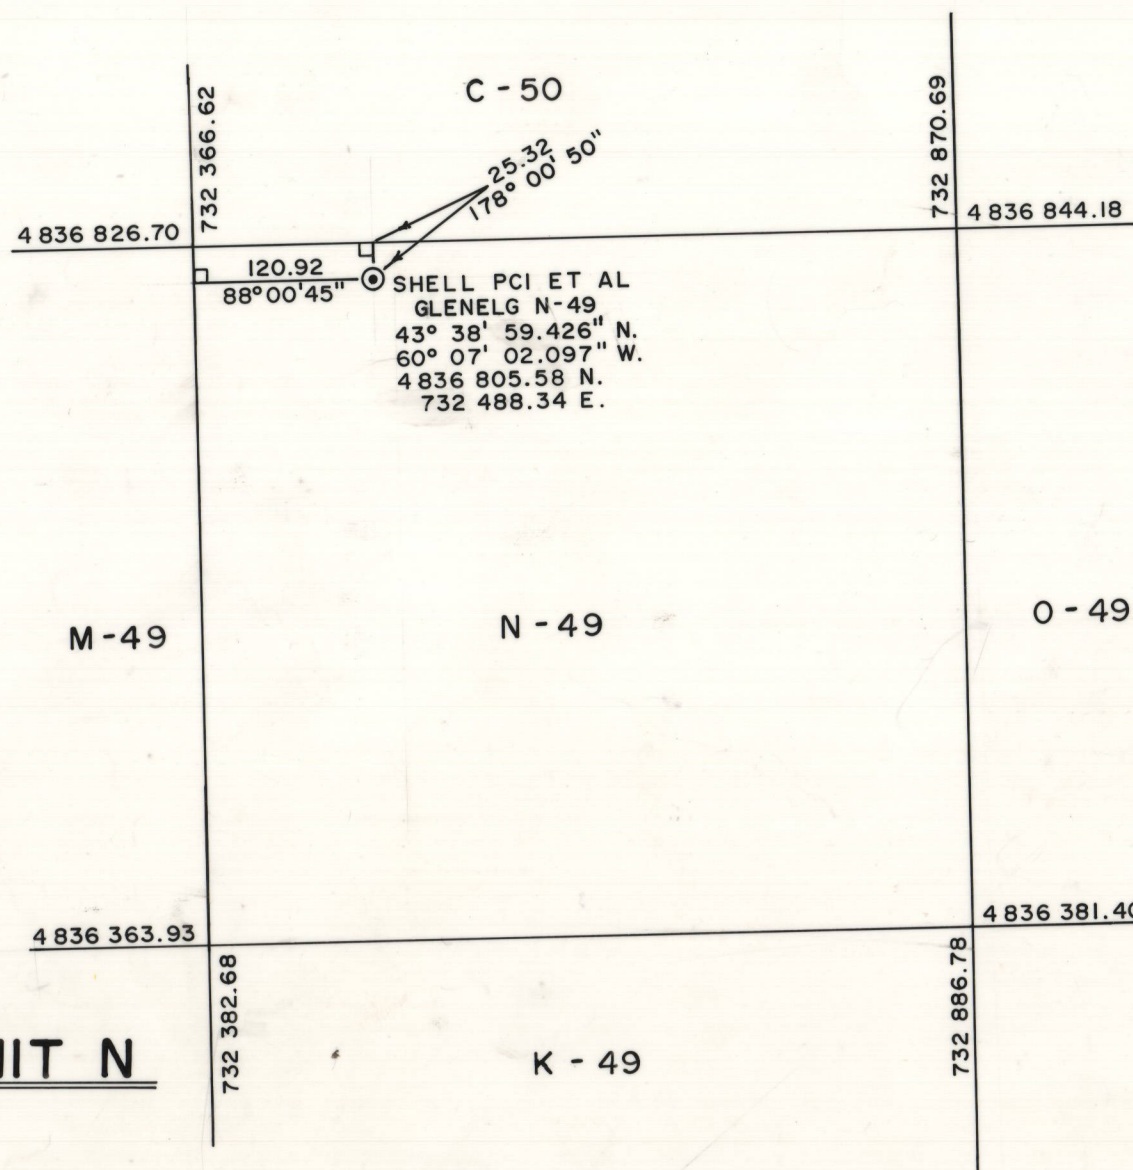 C - 50
732 366.62
732 870.69
25.32
178° 00' 50"
4 836 826.70
4 836 844.18
120.92
88°00'45"
SHELL PCI ET AL
GLENELG N-49
43° 38' 59.426" N.
60° 07' 02.097" W.
4 836 805.58 N.
732 488.34 E.
M-49
N - 49
O - 49
4 836 363.93
4 836 381.40
732 382.68
732 886.78
K - 49
IIT N